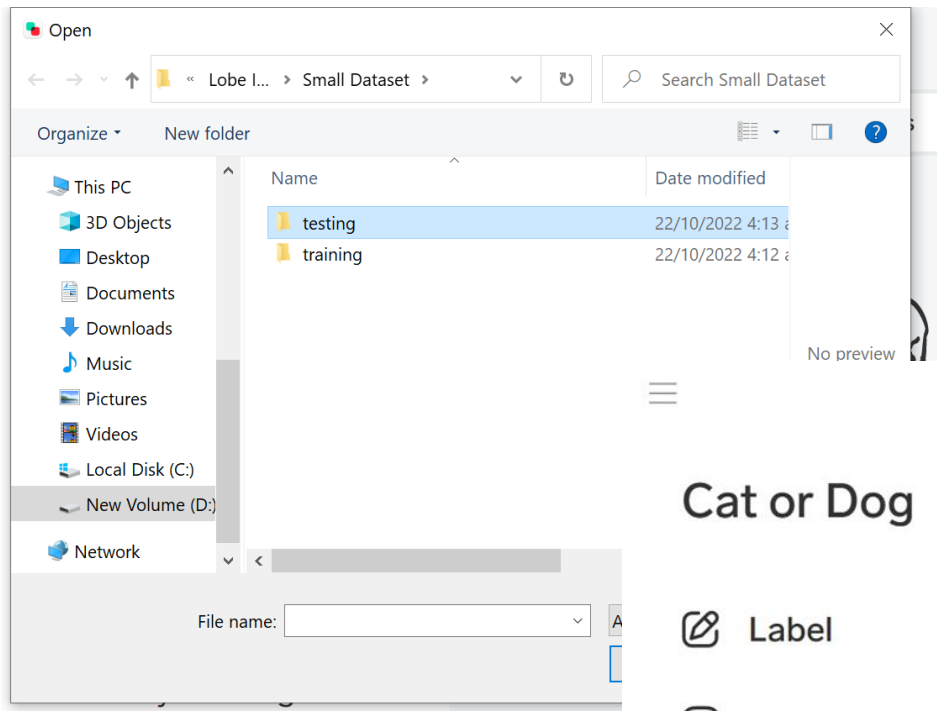 Open
« Lobe I... > Small Dataset >
Search Small Dataset
Organize
New folder
?
Name
Date modified
This PC
3D Objects
Desktop
Documents
Downloads
Music
Pictures
Videos
Local Disk (C:)
New Volume (D:)
Network
testing 22/10/2022 4:13 a
training 22/10/2022 4:12 a
No preview
File name:
A
Cat or Dog
Label